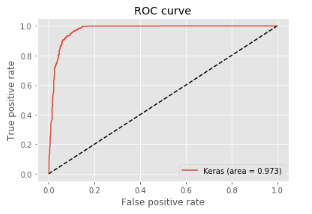 ROC curve
True positive rate
1.0
0.8
0.6
0.4
0.2
0.0
Keras (area = 0.973)
0.0 0.2 0.4 0.6 0.8 1.0
False positive rate